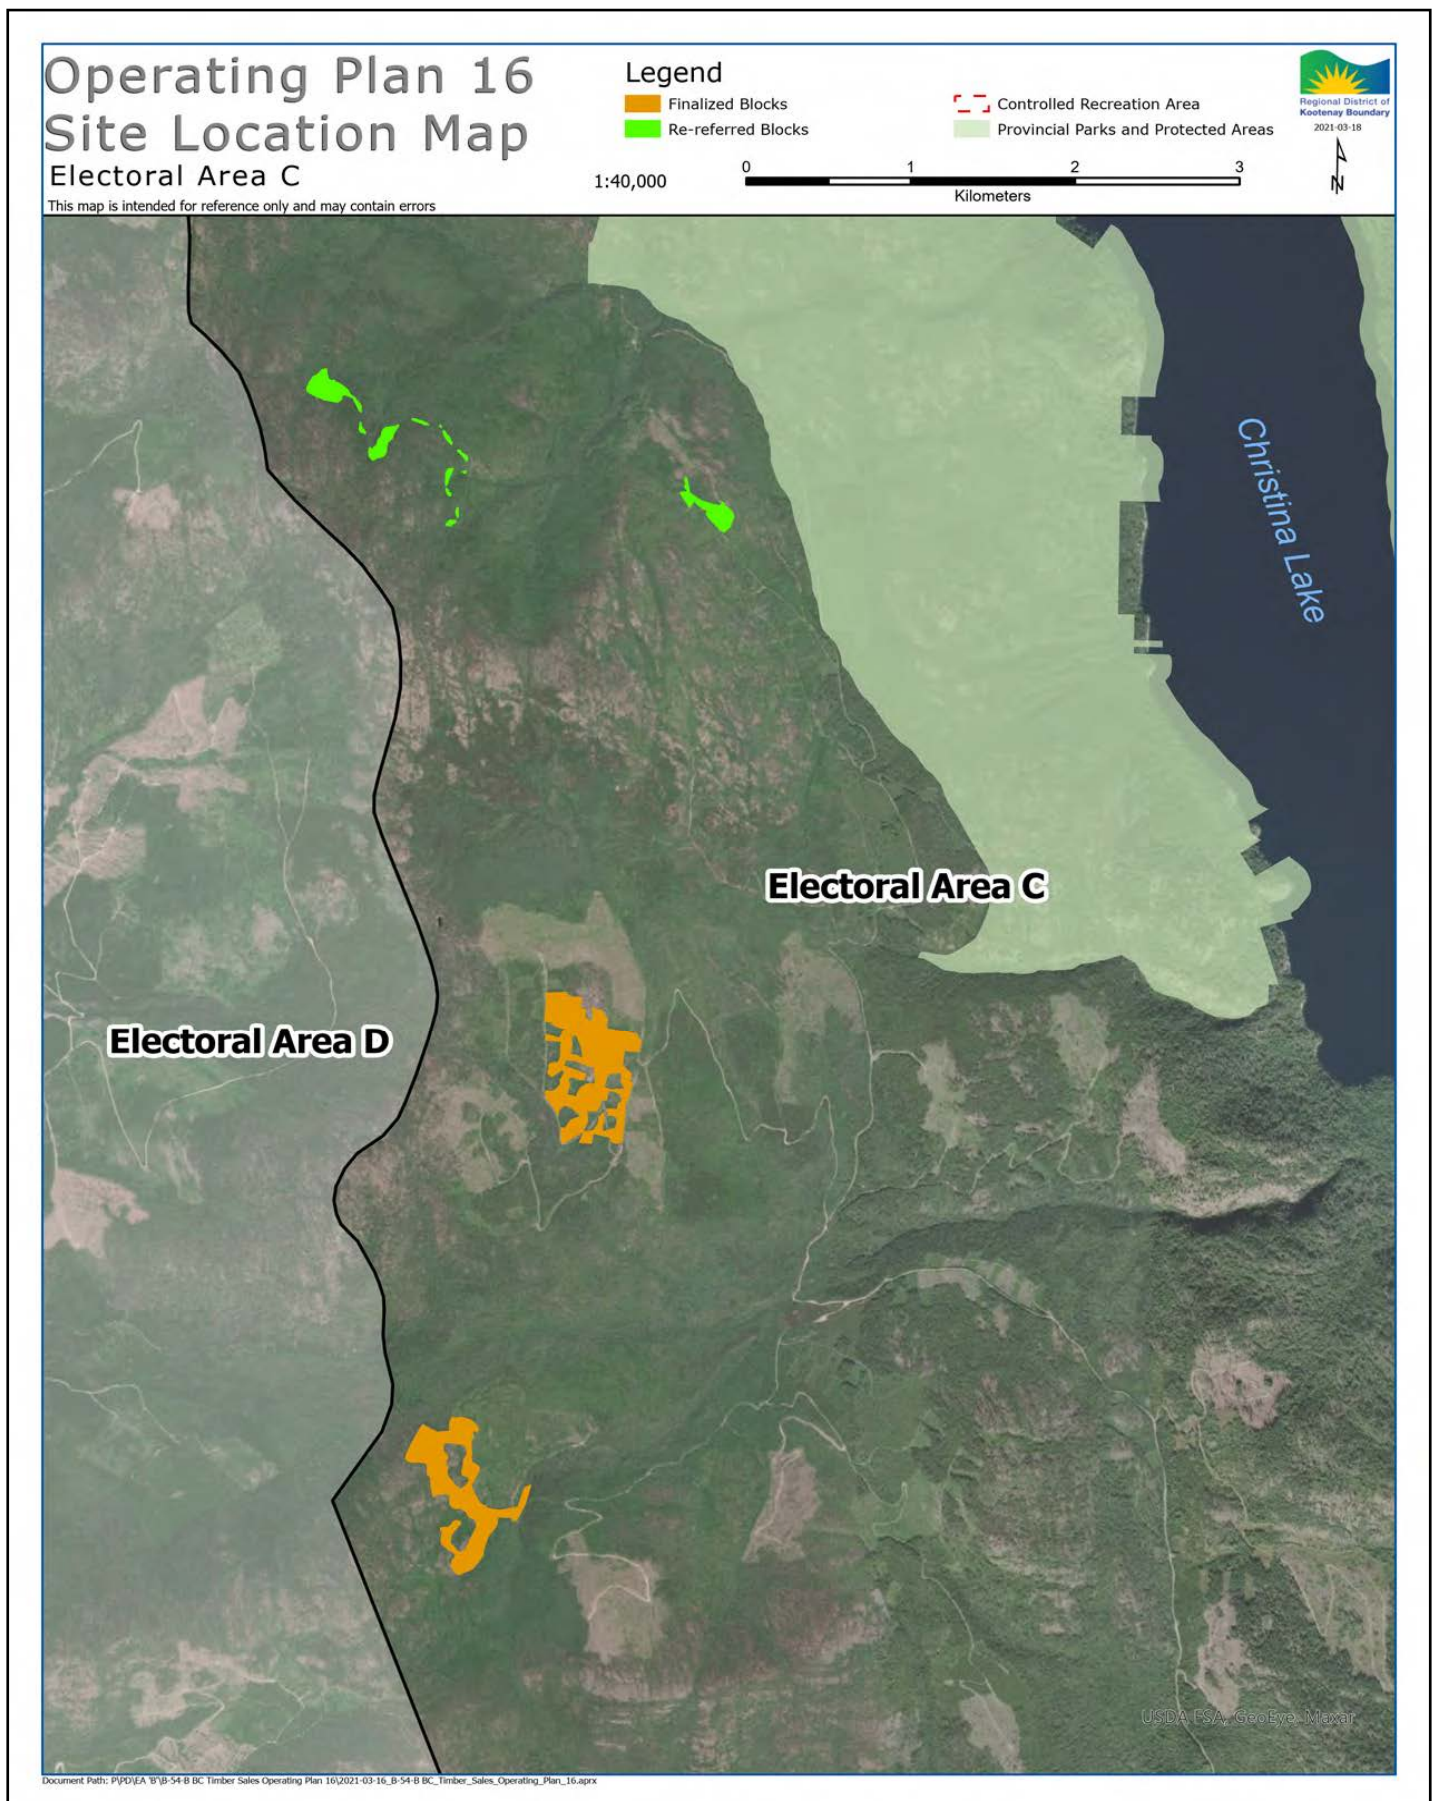 Operating Plan 16
Site Location Map
Electoral Area C
This map is intended for reference only and may contain errors
Legend
Finalized Blocks
Re-referred Blocks
Controlled Recreation Area
Provincial Parks and Protected Areas
1:40,000
0 1 2 3
Kilometers
Regional District of
Kootenay Boundary
2021-03-18
N
Christina Lake
Electoral Area C
Electoral Area D
USDA FSA, GeoEye, Maxar
Document Path: P:\PD\EA 'B'\B-54-B BC Timber Sales Operating Plan 16\2021-03-16_B-54-B BC_Timber_Sales_Operating_Plan_16.aprx